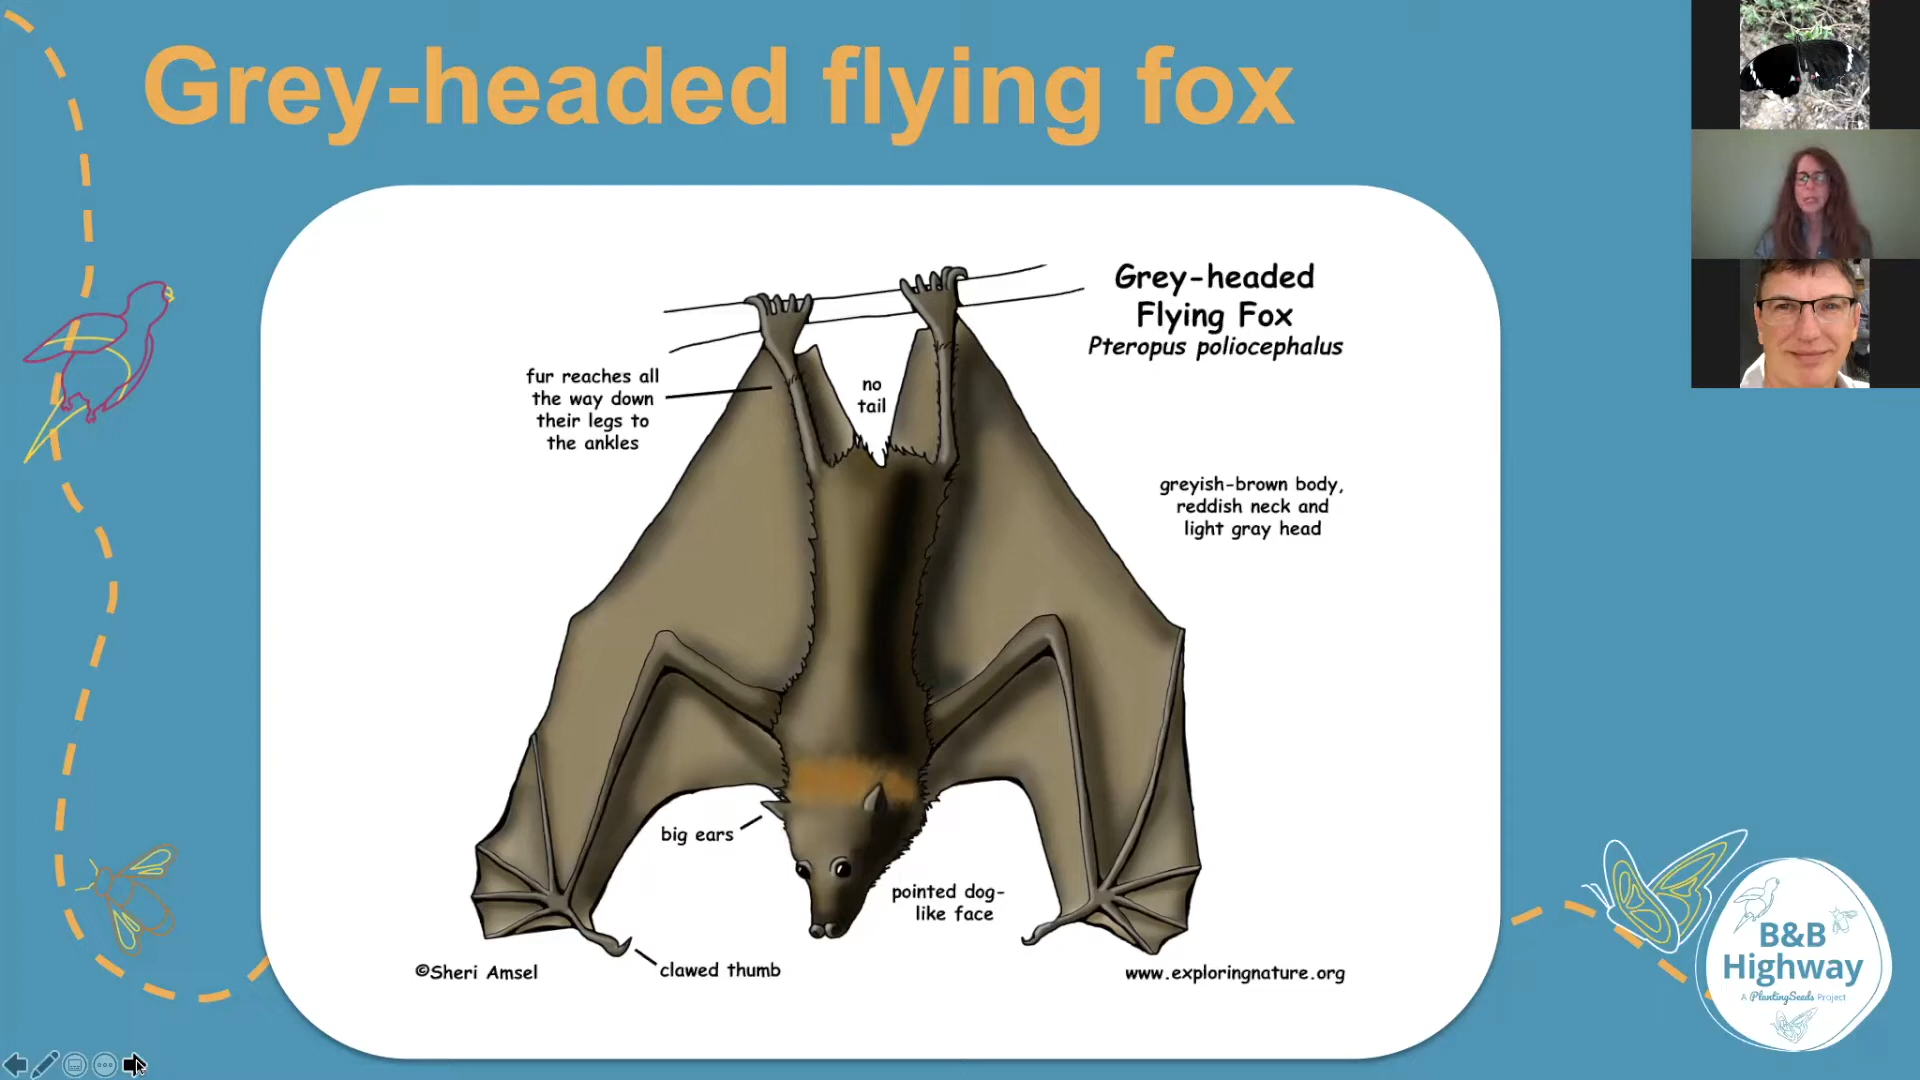 Grey-headed flying fox
Grey-headed
Flying Fox
Pteropus poliocephalus
fur reaches all
the way down
their legs to
the ankles
no
tail
greyish-brown body,
reddish neck and
light gray head
big ears
pointed dog-
like face
clawed thumb
©Sheri Amsel
www.exploringnature.org
B&B
Highway
A PlantingSeeds Project